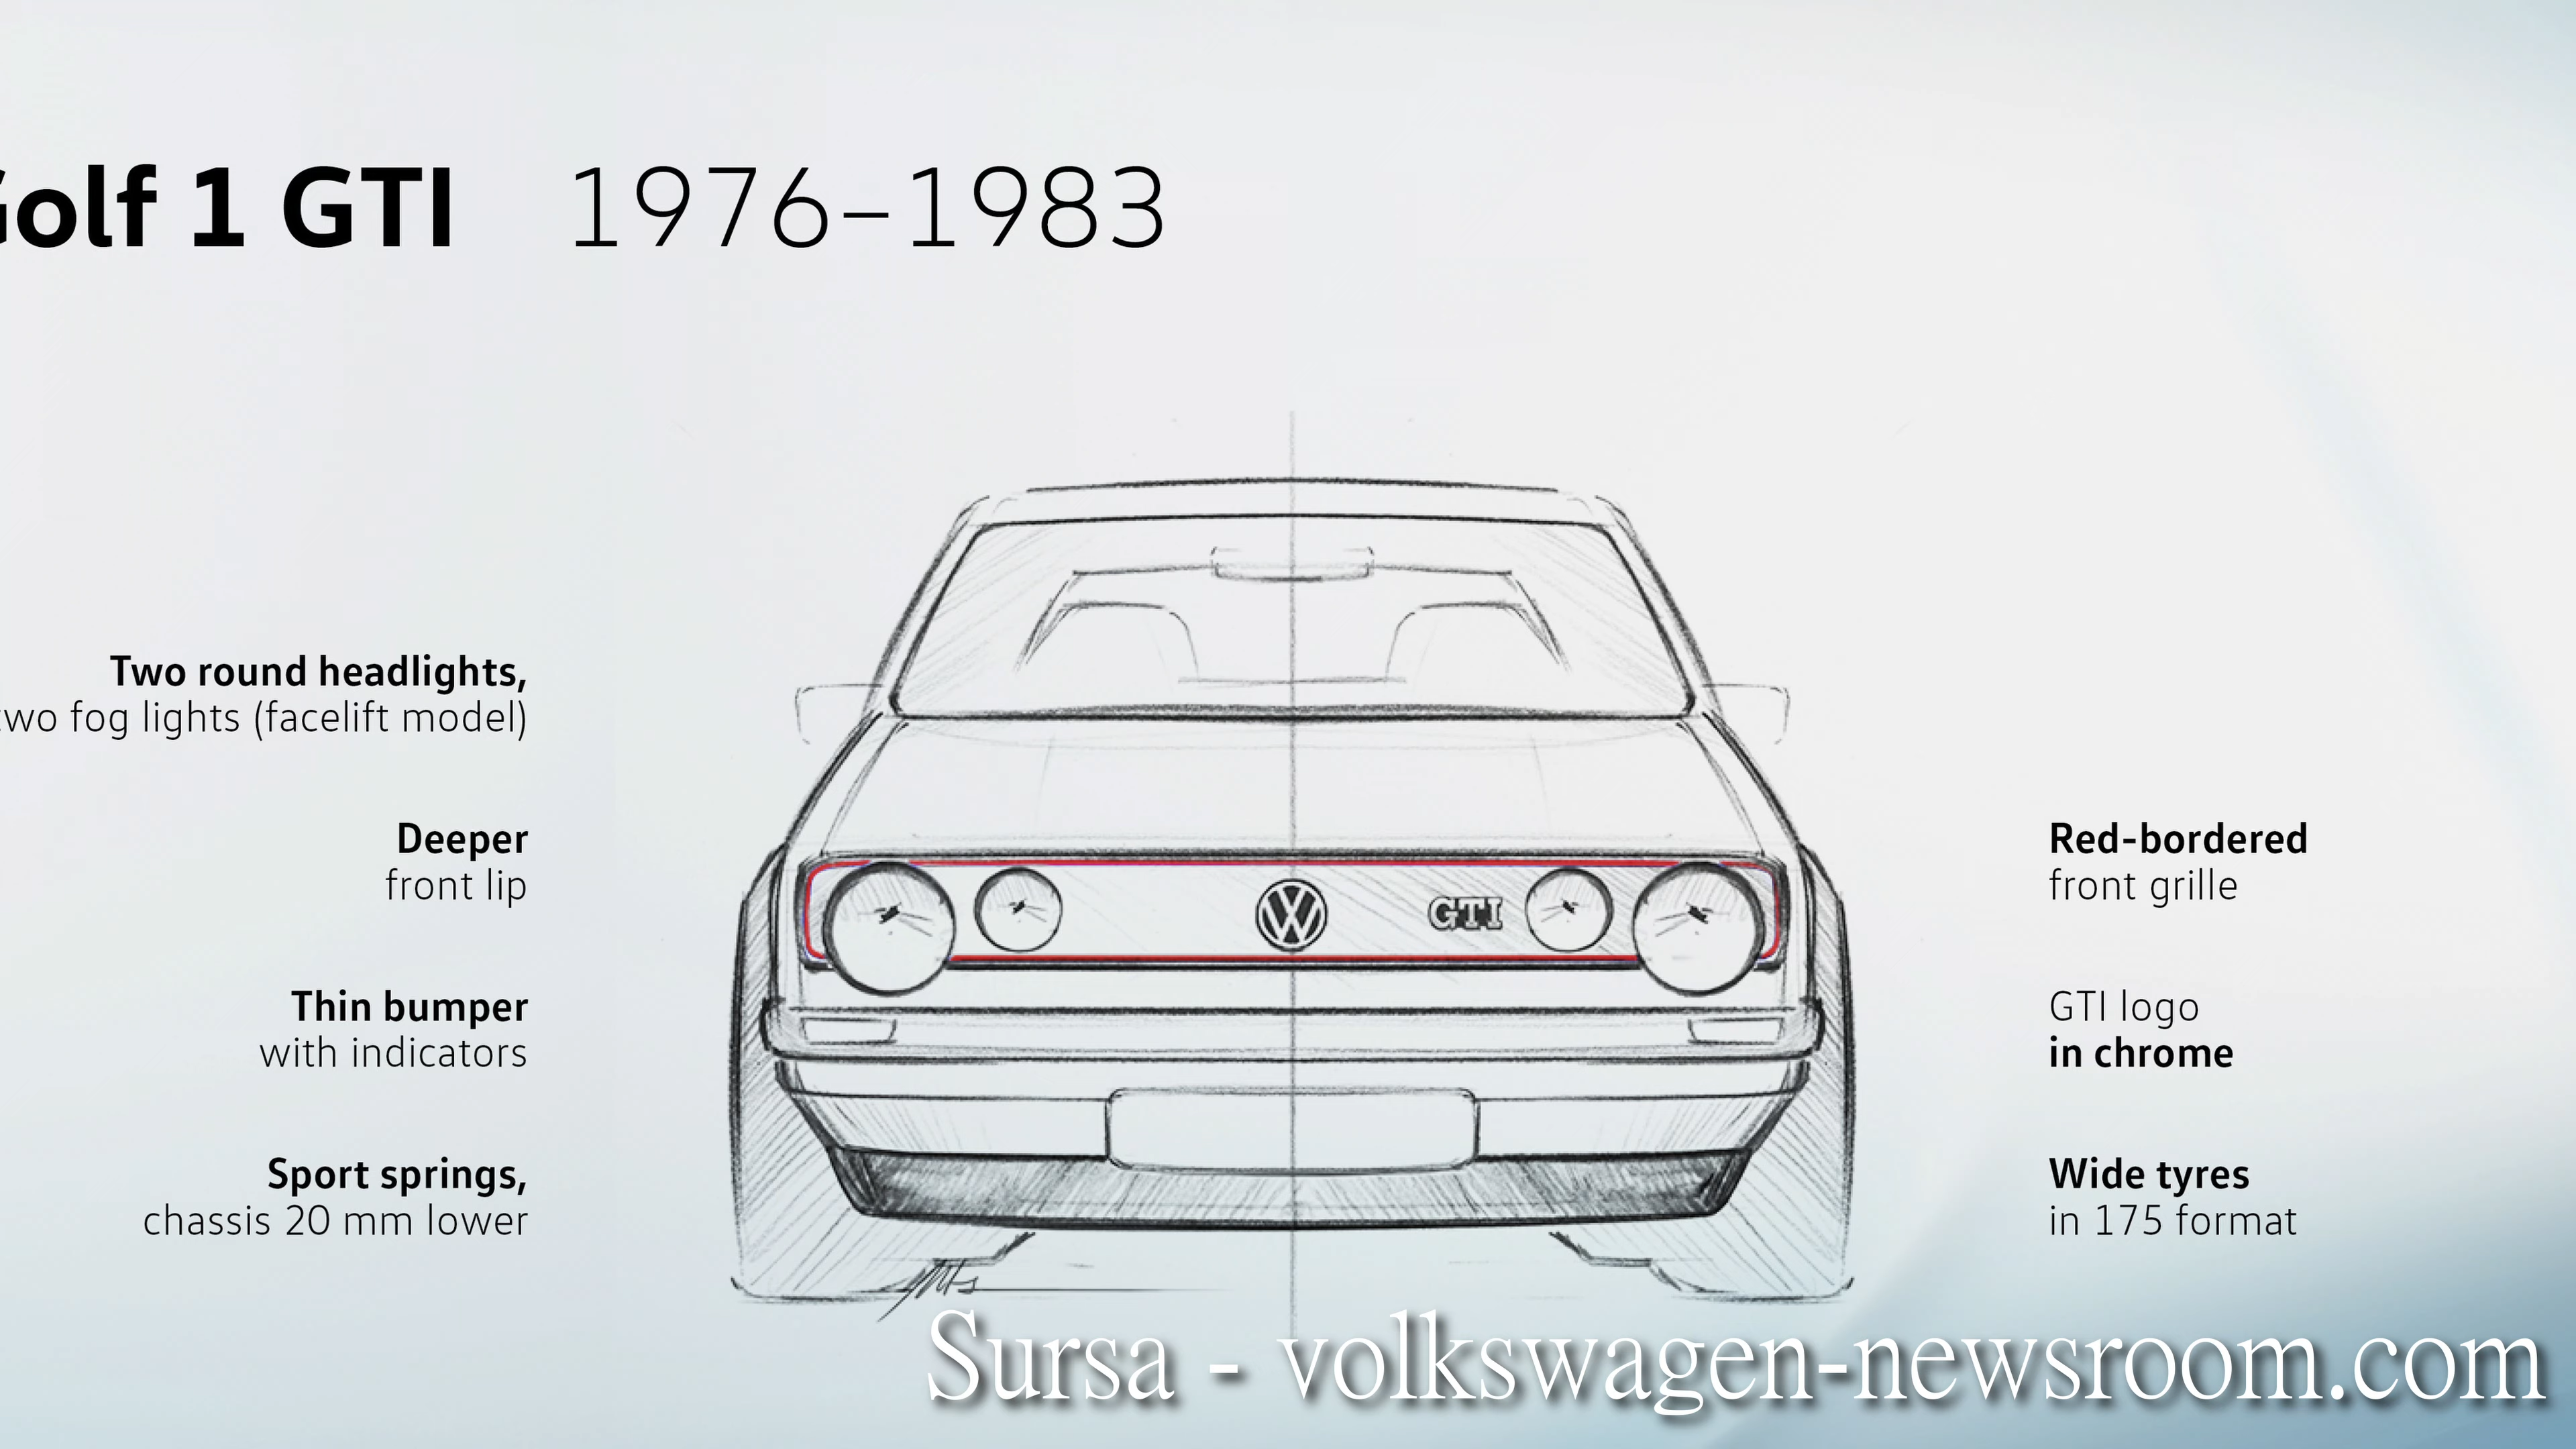 Golf 1 GTI 1976–1983
Two round headlights,
two fog lights (facelift model)
Deeper
front lip
Thin bumper
with indicators
Sport springs,
chassis 20 mm lower
Red-bordered
front grille
GTI logo
in chrome
Wide tyres
in 175 format
GTI
Sursa - volkswagen-newsroom.com